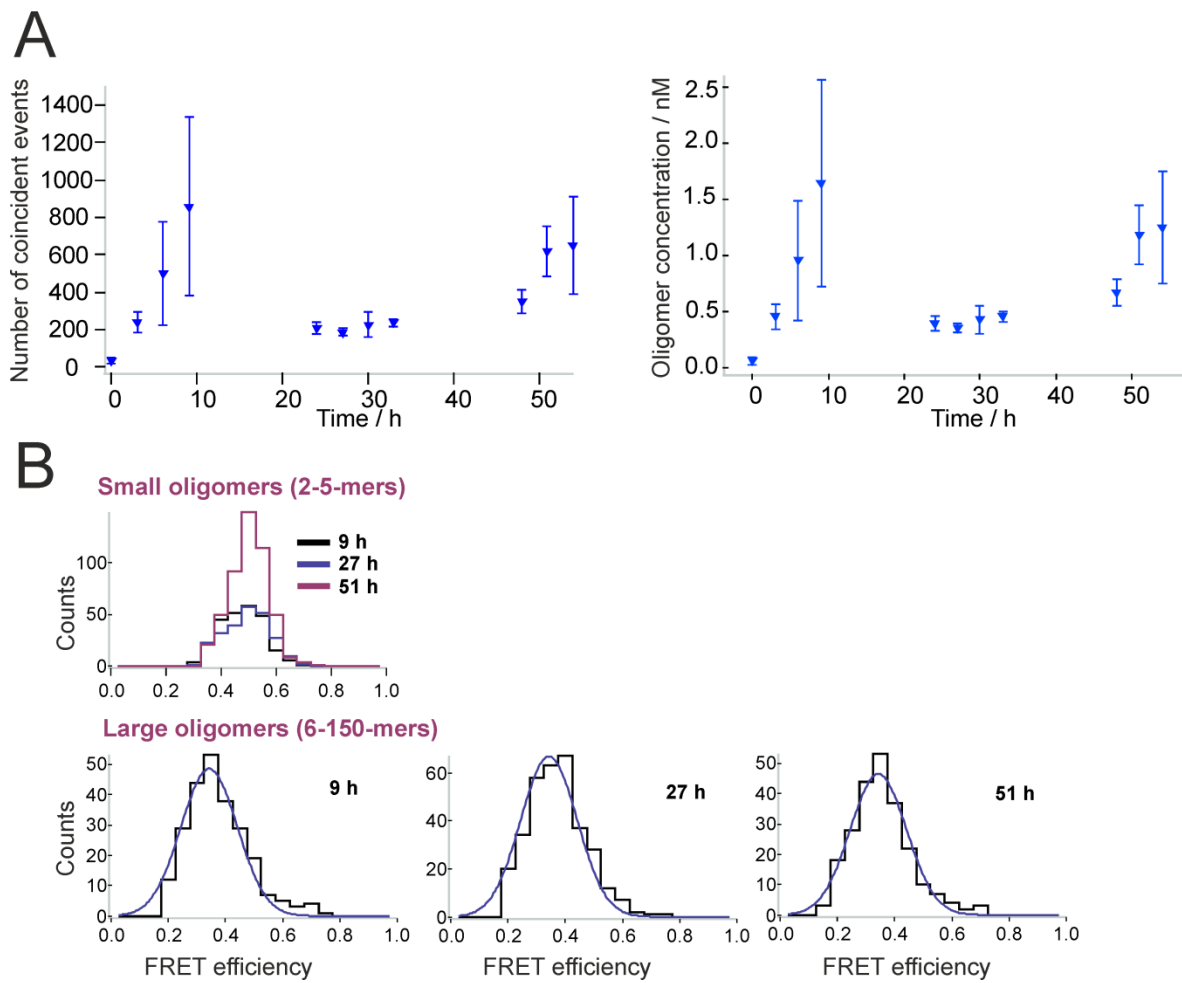 A
Number of coincident events
1400
1200
1000
800
600
400
200
0
0 10 20 30 40 50
Time / h
Oligomer concentration / nM
2.5
2.0
1.5
1.0
0.5
0.0
0 10 20 30 40 50
Time / h
B
Small oligomers (2-5-mers)
Counts
100
50
0
9 h
27 h
51 h
0.0 0.2 0.4 0.6 0.8 1.0
Large oligomers (6-150-mers)
Counts
50
40
30
20
10
0
9 h
0.0 0.2 0.4 0.6 0.8 1.0
FRET efficiency
60
40
20
0
27 h
0.0 0.2 0.4 0.6 0.8 1.0
FRET efficiency
50
40
30
20
10
0
51 h
0.0 0.2 0.4 0.6 0.8 1.0
FRET efficiency